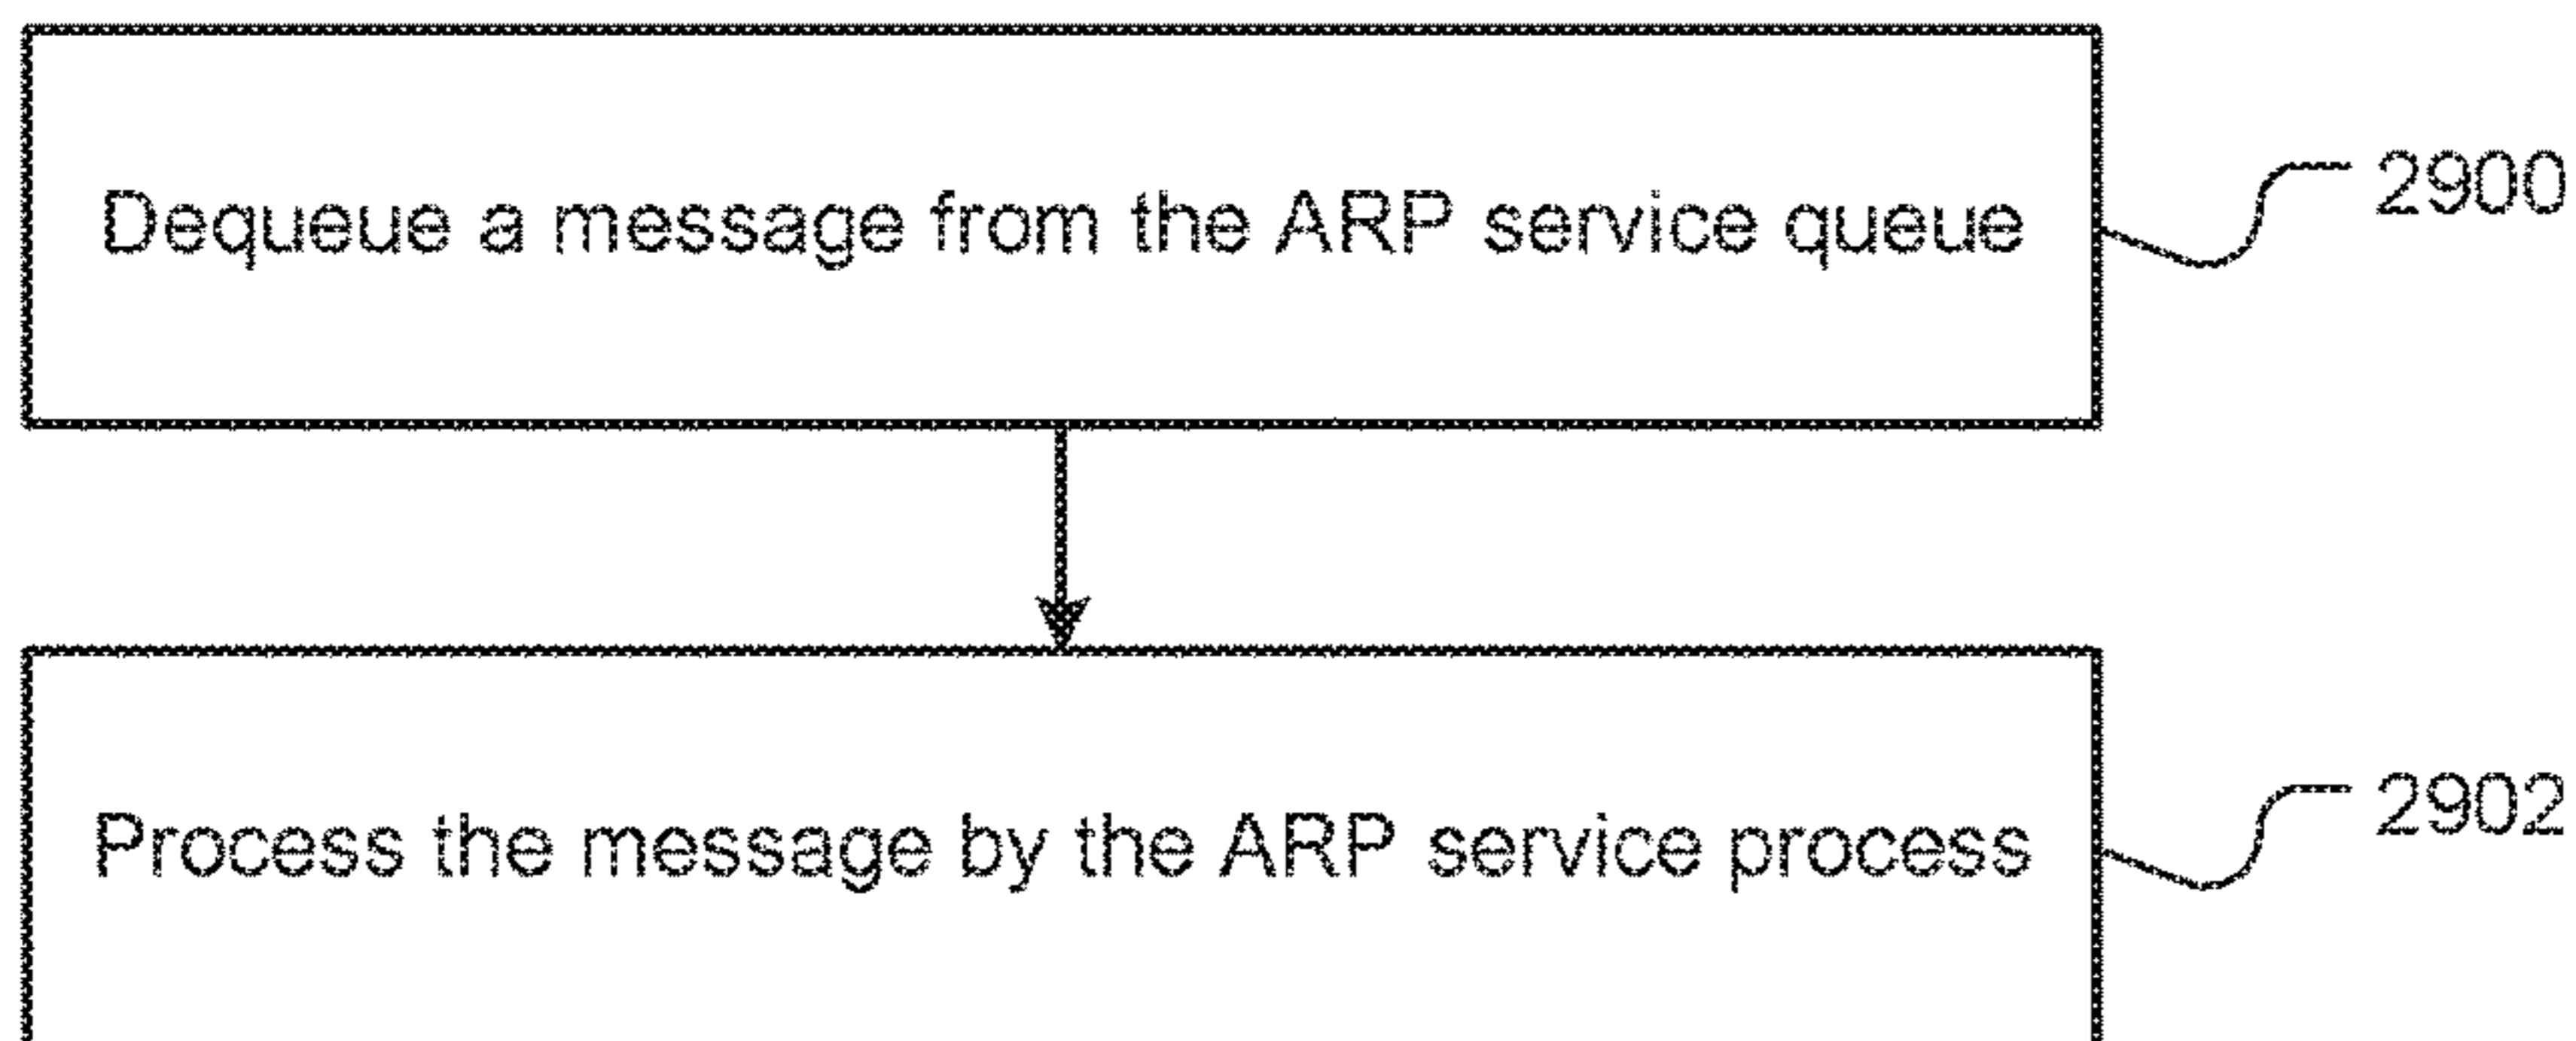 Dequeue a message from the ARP service queue
2900
Process the message by the ARP service process
2902